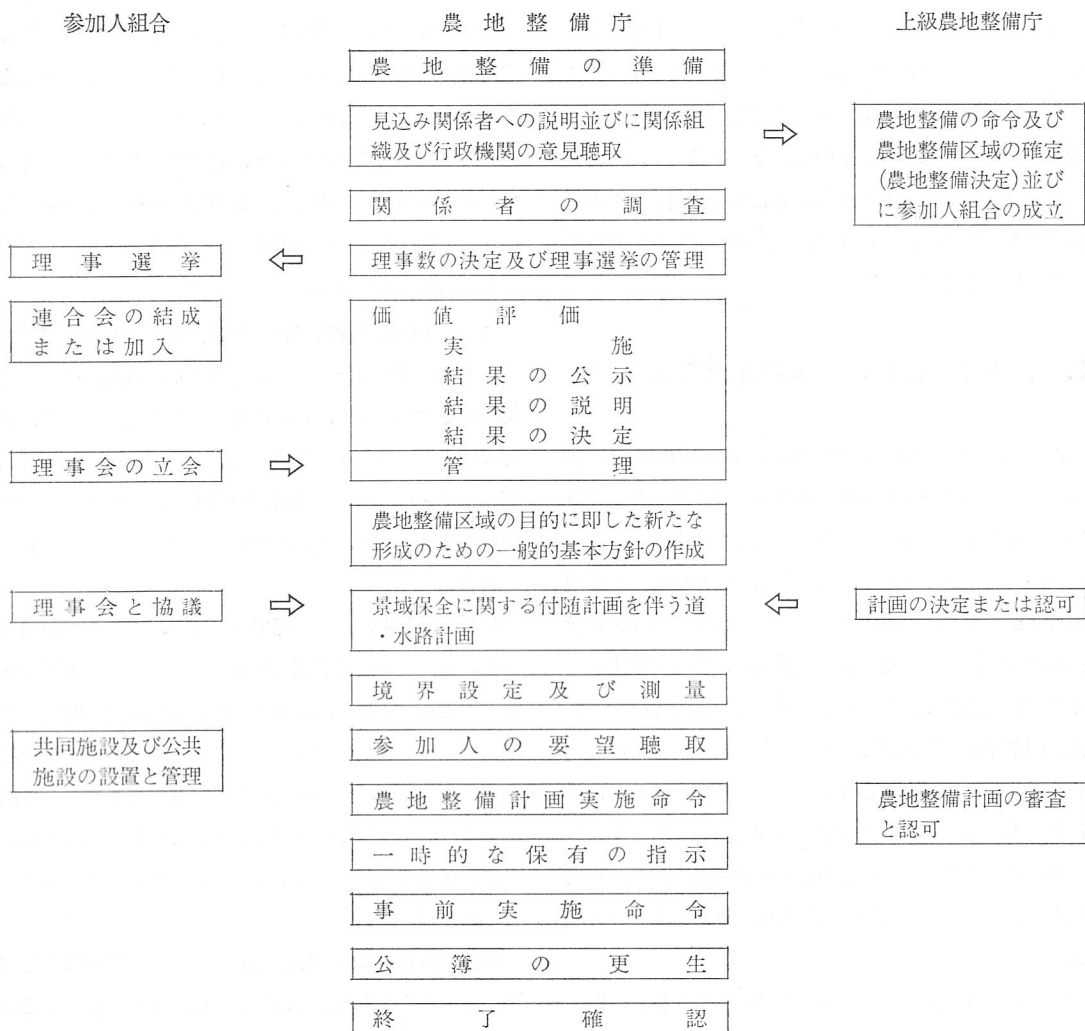 参加人組合
農地整備庁
上級農地整備庁
農地整備の準備
見込み関係者への説明並びに関係組
織及び行政機関の意見聴取
⇨
農地整備の命令及び
農地整備区域の確定
(農地整備決定)並び
に参加人組合の成立
関係者の調査
理事選挙
⇦
理事数の決定及び理事選挙の管理
連合会の結成
または加入
価値評価
実施
結果の公示
結果の説明
結果の決定
理事会の立会
⇨
管理
農地整備区域の目的に即した新たな
形成のための一般的基本方針の作成
理事会と協議
⇨
景域保全に関する付随計画を伴う道
・水路計画
⇦
計画の決定または認可
境界設定及び測量
共同施設及び公共
施設の設置と管理
参加人の要望聴取
農地整備計画実施命令
農地整備計画の審査
と認可
一時的な保有の指示
事前実施命令
公簿の更生
終了確認